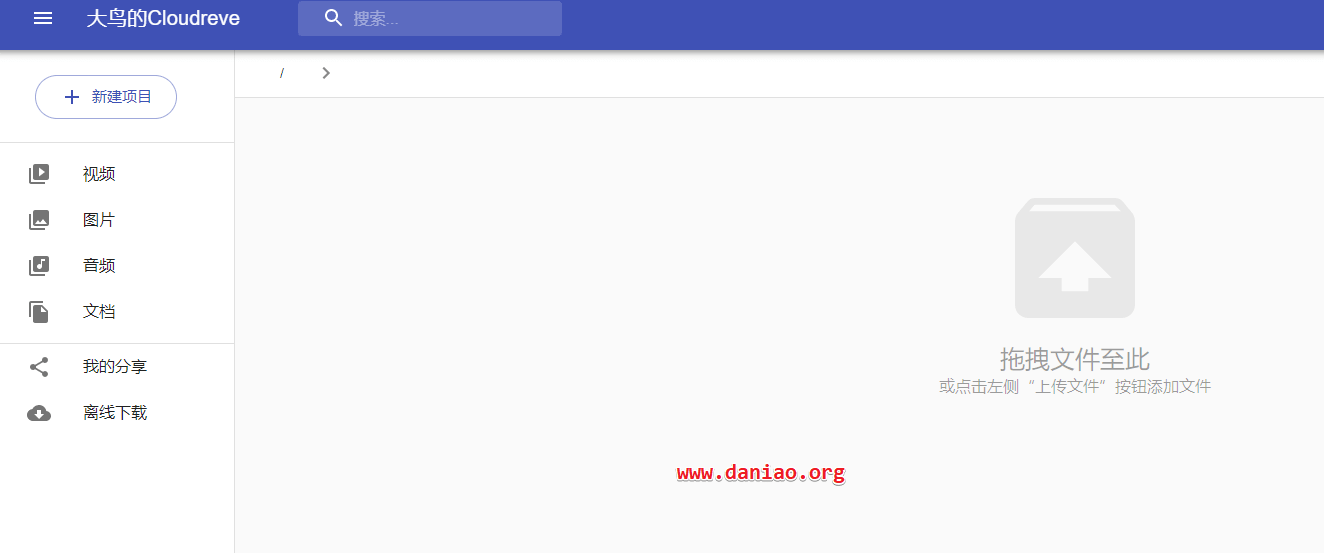 大鸟的Cloudreve
搜索...
/
新建项目
视频
图片
音频
文档
我的分享
离线下载
拖拽文件至此
或点击左侧“上传文件”按钮添加文件
www.daniao.org